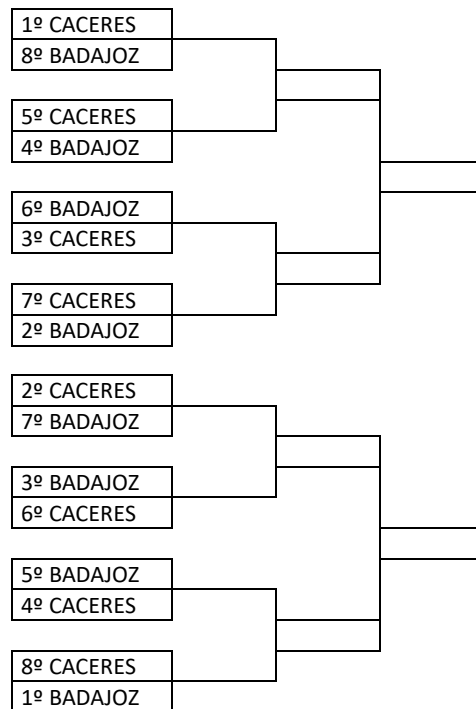 1º CACERES
8º BADAJOZ
5º CACERES
4º BADAJOZ
6º BADAJOZ
3º CACERES
7º CACERES
2º BADAJOZ
2º CACERES
7º BADAJOZ
3º BADAJOZ
6º CACERES
5º BADAJOZ
4º CACERES
8º CACERES
1º BADAJOZ